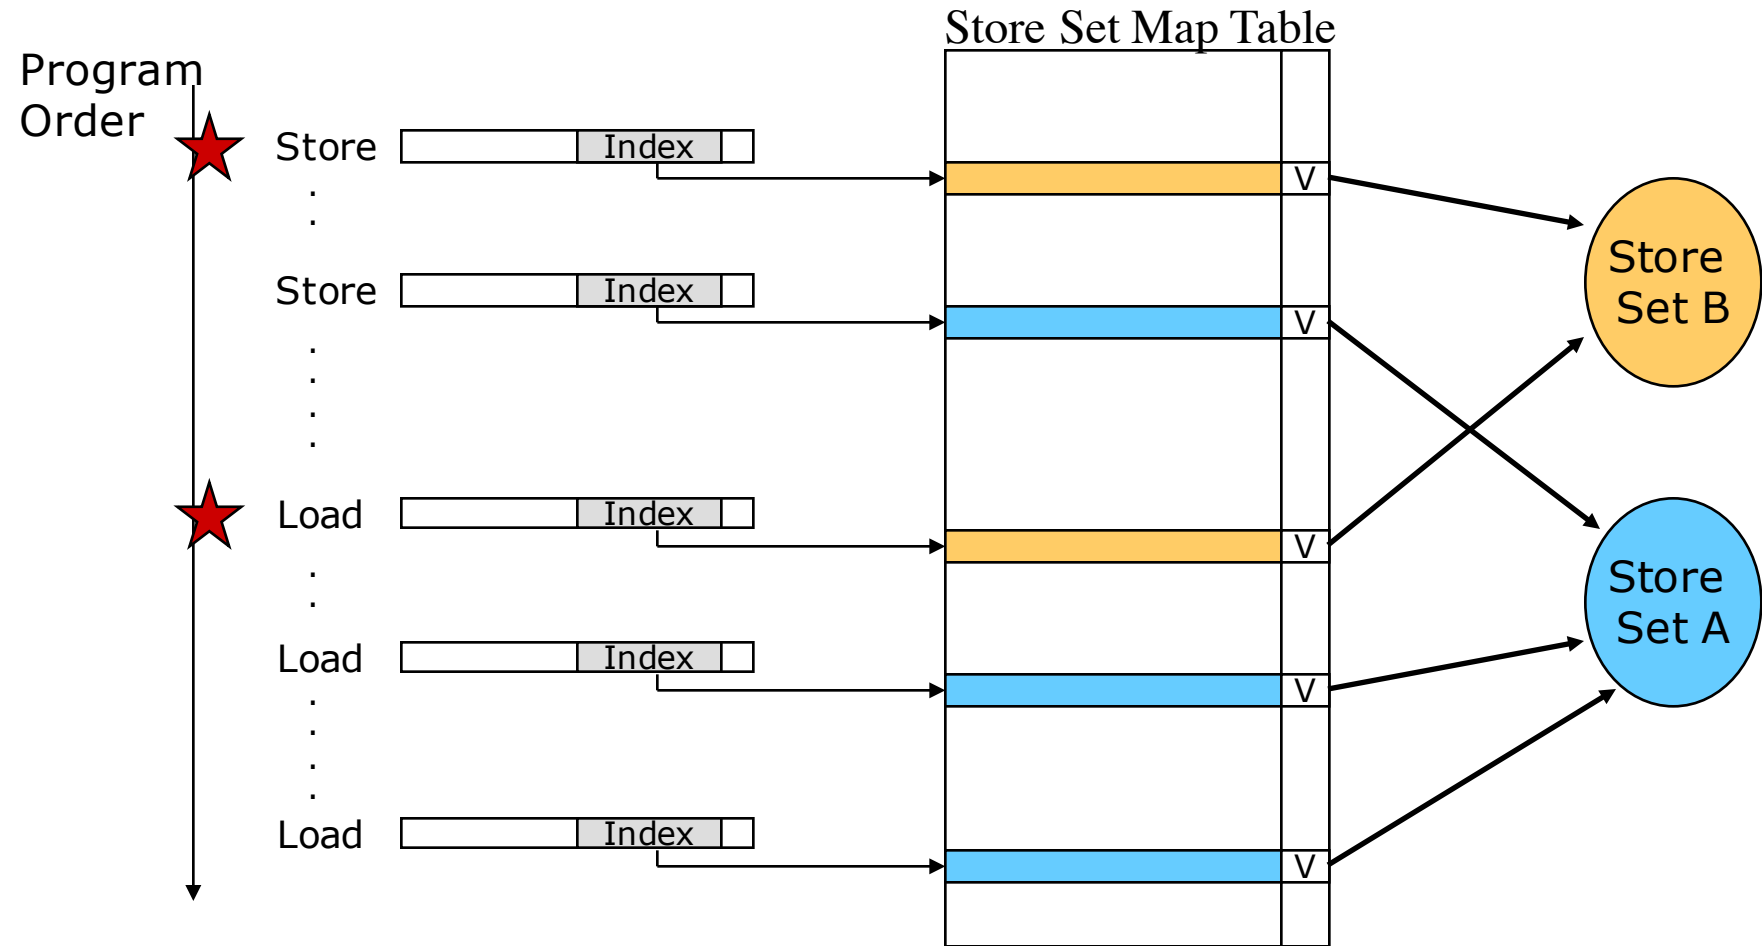 Store Set Map Table
Program
Order
Store Index
V
.
.
Store
Set B
Store Index
V
.
.
.
.
Load Index
V
.
.
Store
Set A
Load Index
V
.
.
.
.
Load Index
V